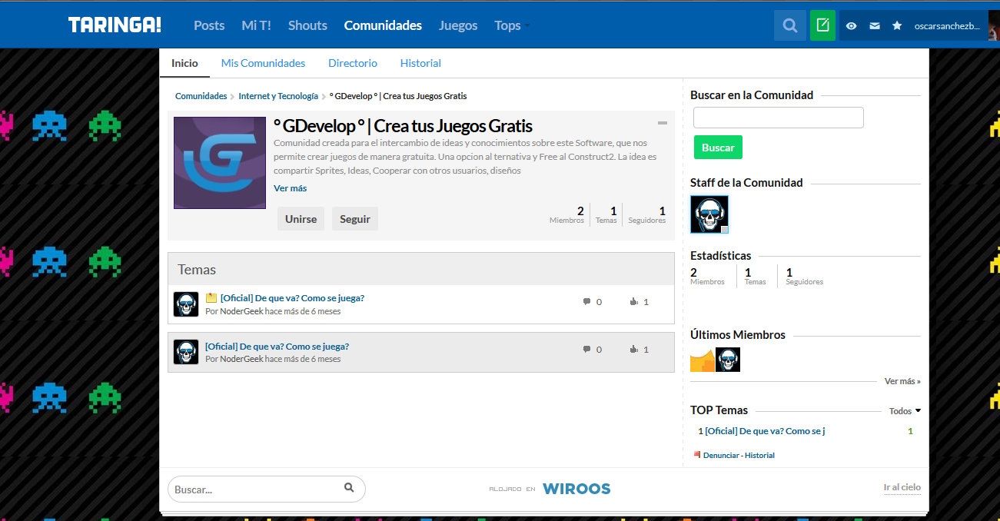 TARINGA!
Posts Mi T! Shouts Comunidades Juegos Tops
oscarsanchezb...
Inicio Mis Comunidades Directorio Historial
Comunidades Internet y Tecnología º GDevelop º | Crea tus Juegos Gratis
º GDevelop º | Crea tus Juegos Gratis
Comunidad creada para el intercambio de ideas y conocimientos sobre este Software, que nos
permite crear juegos de manera gratuita. Una opcion al ternativa y Free al Construct2. La idea es
compartir Sprites, Ideas, Cooperar con otros usuarios, diseños
Ver más
Unirse Seguir
2 1 1
Miembros Temas Seguidores
Temas
[Oficial] De que va? Como se juega?
Por NoderGeek hace más de 6 meses
0 1
[Oficial] De que va? Como se juega?
Por NoderGeek hace más de 6 meses
0 1
Buscar en la Comunidad
Buscar
Staff de la Comunidad
Estadísticas
2 1 1
Miembros Temas Seguidores
Últimos Miembros
Ver más »
TOP Temas Todos
1 [Oficial] De que va? Como se j 1
Denunciar - Historial
Buscar...
ALOJADO EN WIROOS
Ir al cielo